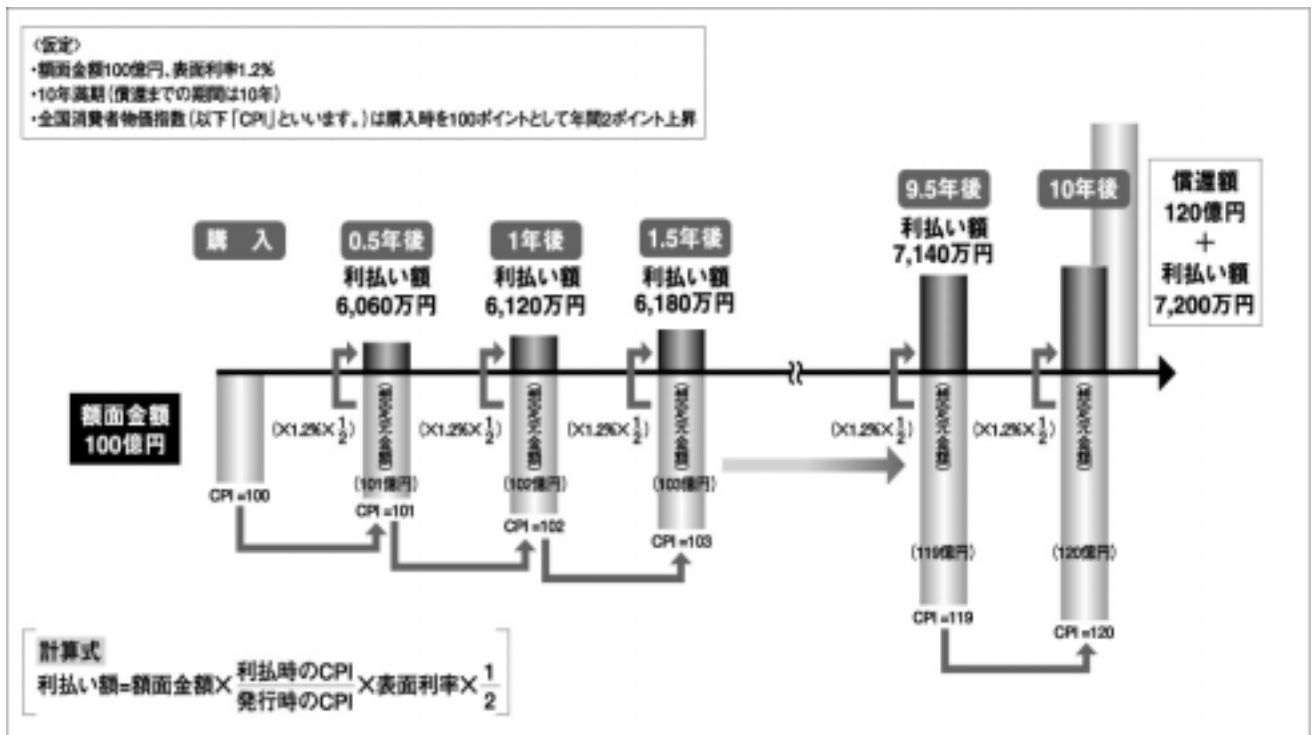 〈仮定〉
・額面金額100億円、表面利率1.2%
・10年満期(償還までの期間は10年)
・全国消費者物価指数(以下「CPI」といいます。)は購入時を100ポイントとして年間2ポイント上昇
購 入
0.5年後
利払い額
6,060万円
1年後
利払い額
6,120万円
1.5年後
利払い額
6,180万円
9.5年後
利払い額
7,140万円
10年後
償還額
120億円
+
利払い額
7,200万円
額面金額
100億円
(×1.2%×1/2)
(×1.2%×1/2)
(×1.2%×1/2)
(×1.2%×1/2)
(×1.2%×1/2)
(101億円)
(102億円)
(103億円)
(119億円)
(120億円)
CPI=100
CPI=101
CPI=102
CPI=103
CPI=119
CPI=120
計算式
利払い額=額面金額×利払時のCPI/発行時のCPI×表面利率×1/2